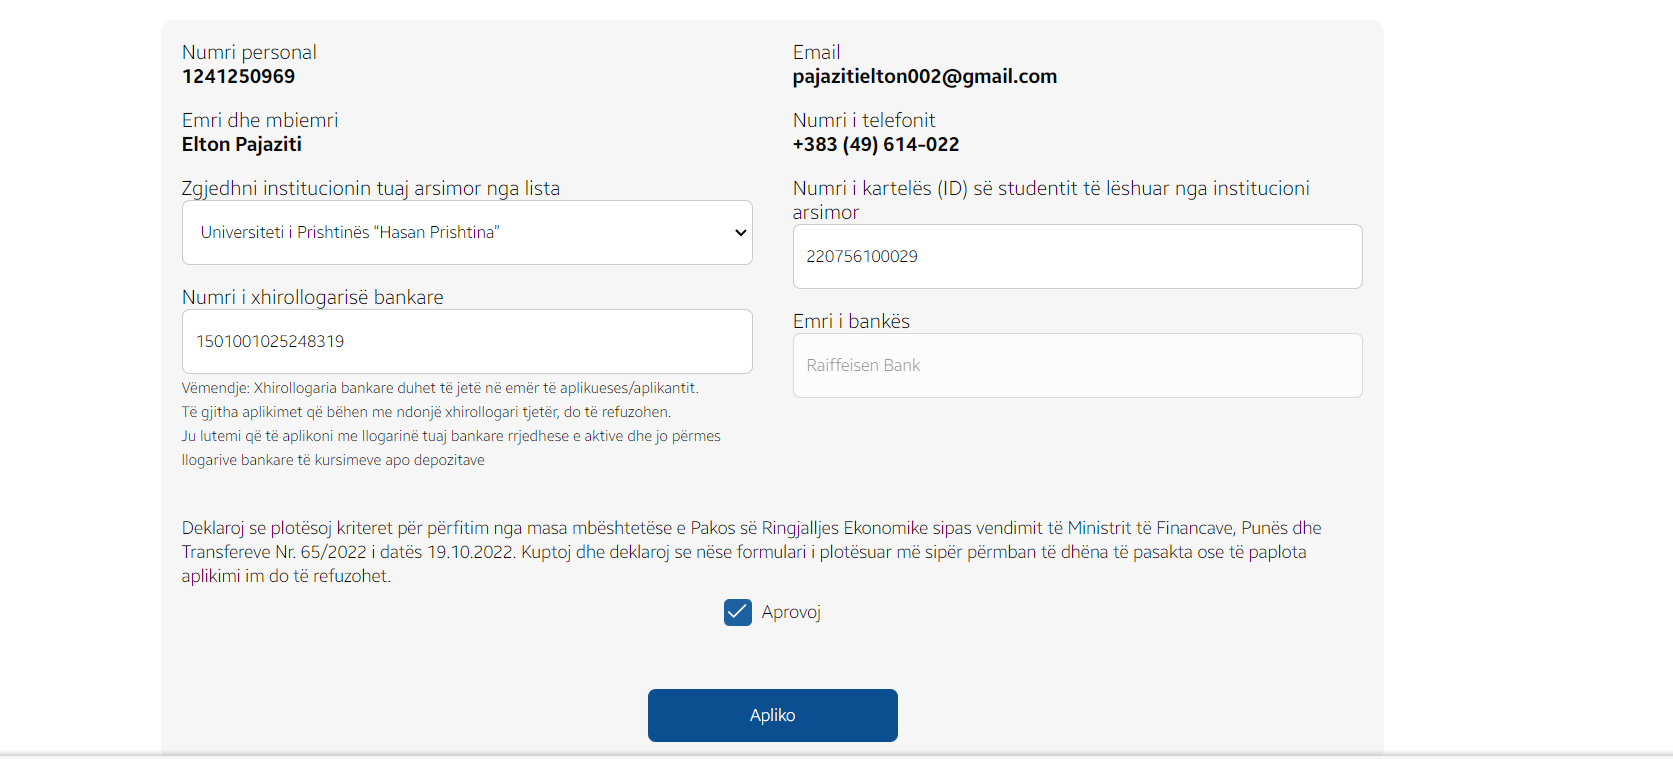 Numri personal
1241250969
Email
pajazitielton002@gmail.com
Emri dhe mbiemri
Elton Pajaziti
Numri i telefonit
+383 (49) 614-022
Zgjedhni institucionin tuaj arsimor nga lista
Universiteti i Prishtinës “Hasan Prishtina”
Numri i kartelës (ID) së studentit të lëshuar nga institucioni
arsimor
220756100029
Numri i xhirollogarisë bankare
1501001025248319
Vëmendje: Xhirollogaria bankare duhet të jetë në emër të aplikueses/aplikantit.
Të gjitha aplikimet që bëhen me ndonjë xhirollogari tjetër, do të refuzohen.
Ju lutemi që të aplikoni me llogarinë tuaj bankare rrjedhese e aktive dhe jo përmes
llogarive bankare të kursimeve apo depozitave
Emri i bankës
Raiffeisen Bank
Deklaroj se plotësoj kriteret për përfitim nga masa mbështetëse e Pakos së Ringjalljes Ekonomike sipas vendimit të Ministrit të Financave, Punës dhe
Transfereve Nr. 65/2022 i datës 19.10.2022. Kuptoj dhe deklaroj se nëse formulari i plotësuar më sipër përmban të dhëna të pasakta ose të paplota
aplikimi im do të refuzohet.
Aprovoj
Apliko